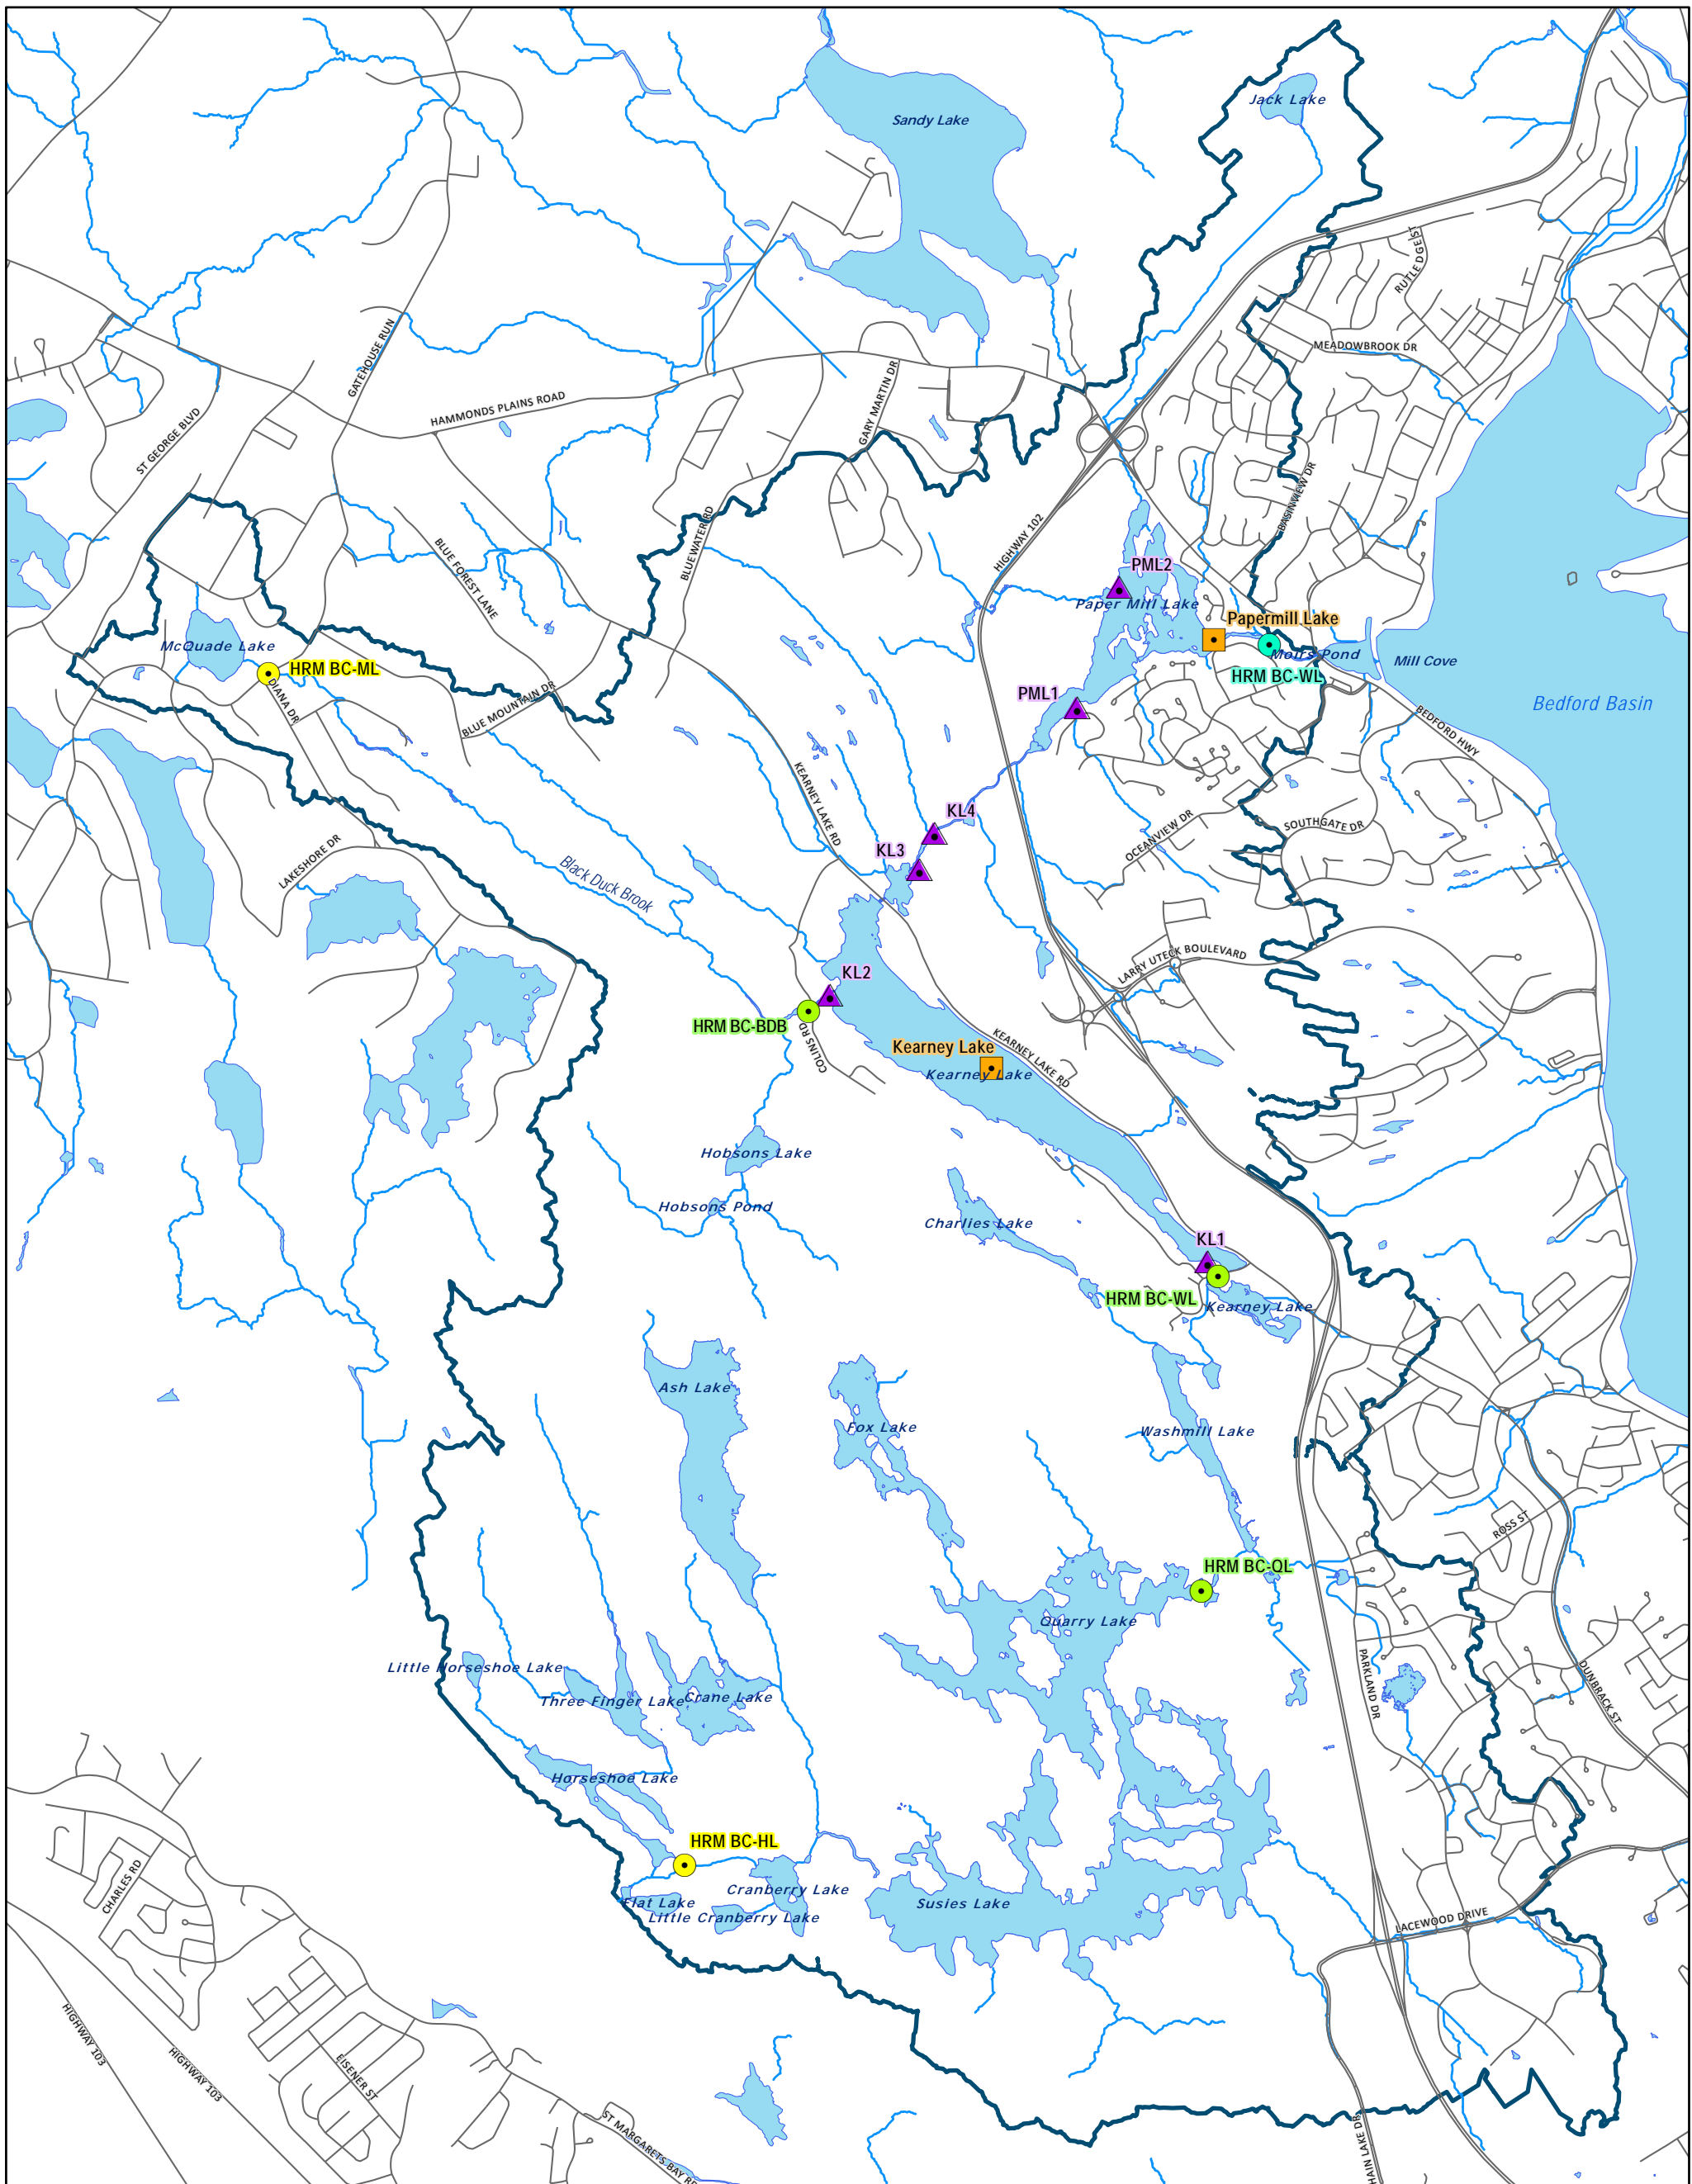 Jack Lake
Sandy Lake
RUTLEDGE ST
MEADOWBROOK DR
GATEHOUSE RUN
HAMMONDS PLAINS ROAD
GARY MARTIN DR
ST GEORGE BLVD
BASINVIEW DR
BLUEWATER RD
HIGHWAY 102
BLUE FOREST LANE
PML2
Paper Mill Lake
Papermill Lake
McQuade Lake
HRM BC-ML
Moirs Pond
Mill Cove
HRM BC-WL
DIANA DR
BLUE MOUNTAIN DR
PML1
Bedford Basin
BEDFORD HWY
KEARNEY LAKE RD
KL4
KL3
OCEANVIEW DR
SOUTHGATE DR
LAKESHORE DR
Black Duck Brook
LARRY UTECK BOULEVARD
KL2
HRM BC-BDB
COLINS RD
Kearney Lake
KEARNEY LAKE RD
Kearney Lake
Hobsons Lake
Hobsons Pond
Charlies Lake
KL1
HRM BC-WL
Kearney Lake
Ash Lake
Fox Lake
Washmill Lake
ROSS ST
HRM BC-QL
Quarry Lake
Little Horseshoe Lake
Three Finger Lake
Crane Lake
PARKLAND DR
DUNBRACK ST
Horseshoe Lake
HRM BC-HL
CHARLES RD
Cranberry Lake
Flat Lake
Little Cranberry Lake
Susies Lake
LACEWOOD DRIVE
HIGHWAY 103
HIGHWAY 103
EISENER ST
ST MARGARETS BAY RD
HAIN LAKE DR